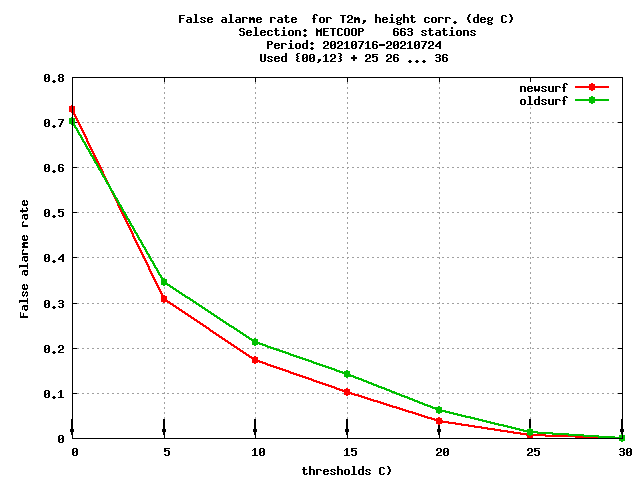 False alarme rate  for T2m, height corr. (deg C)
Selection: METCOOP    663 stations
Period: 20210716-20210724
Used {00,12} + 25 26 ... 36
newsurf
oldsurf
0.8
0.7
0.6
0.5
0.4
0.3
0.2
0.1
0
False alarme rate
0 5 10 15 20 25 30
thresholds C)